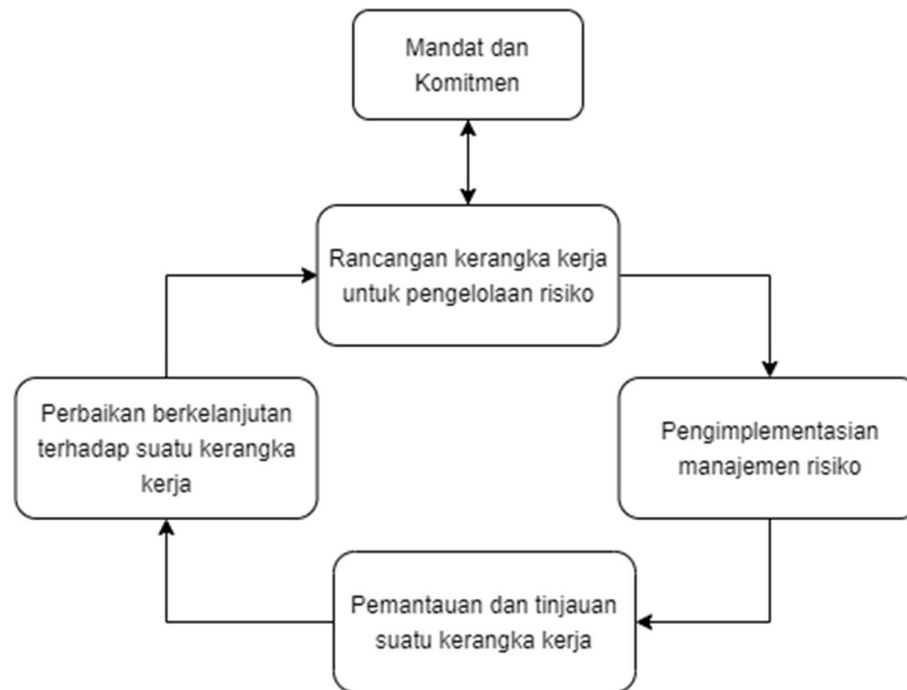 Mandat dan
Komitmen
Rancangan kerangka kerja
untuk pengelolaan risiko
Perbaikan berkelanjutan
terhadap suatu kerangka
kerja
Pengimplementasian
manajemen risiko
Pemantauan dan tinjauan
suatu kerangka kerja